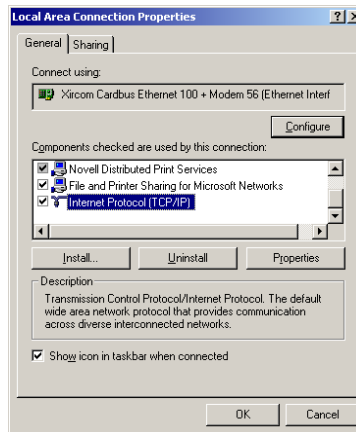 Local Area Connection Properties
General
Sharing
Connect using:
Xircom Cardbus Ethernet 100 + Modem 56 (Ethernet Interf
Configure
Components checked are used by this connection:
Novell Distributed Print Services
File and Printer Sharing for Microsoft Networks
Internet Protocol (TCP/IP)
Install...
Uninstall
Properties
Description
Transmission Control Protocol/Internet Protocol. The default
wide area network protocol that provides communication
across diverse interconnected networks.
Show icon in taskbar when connected
OK
Cancel